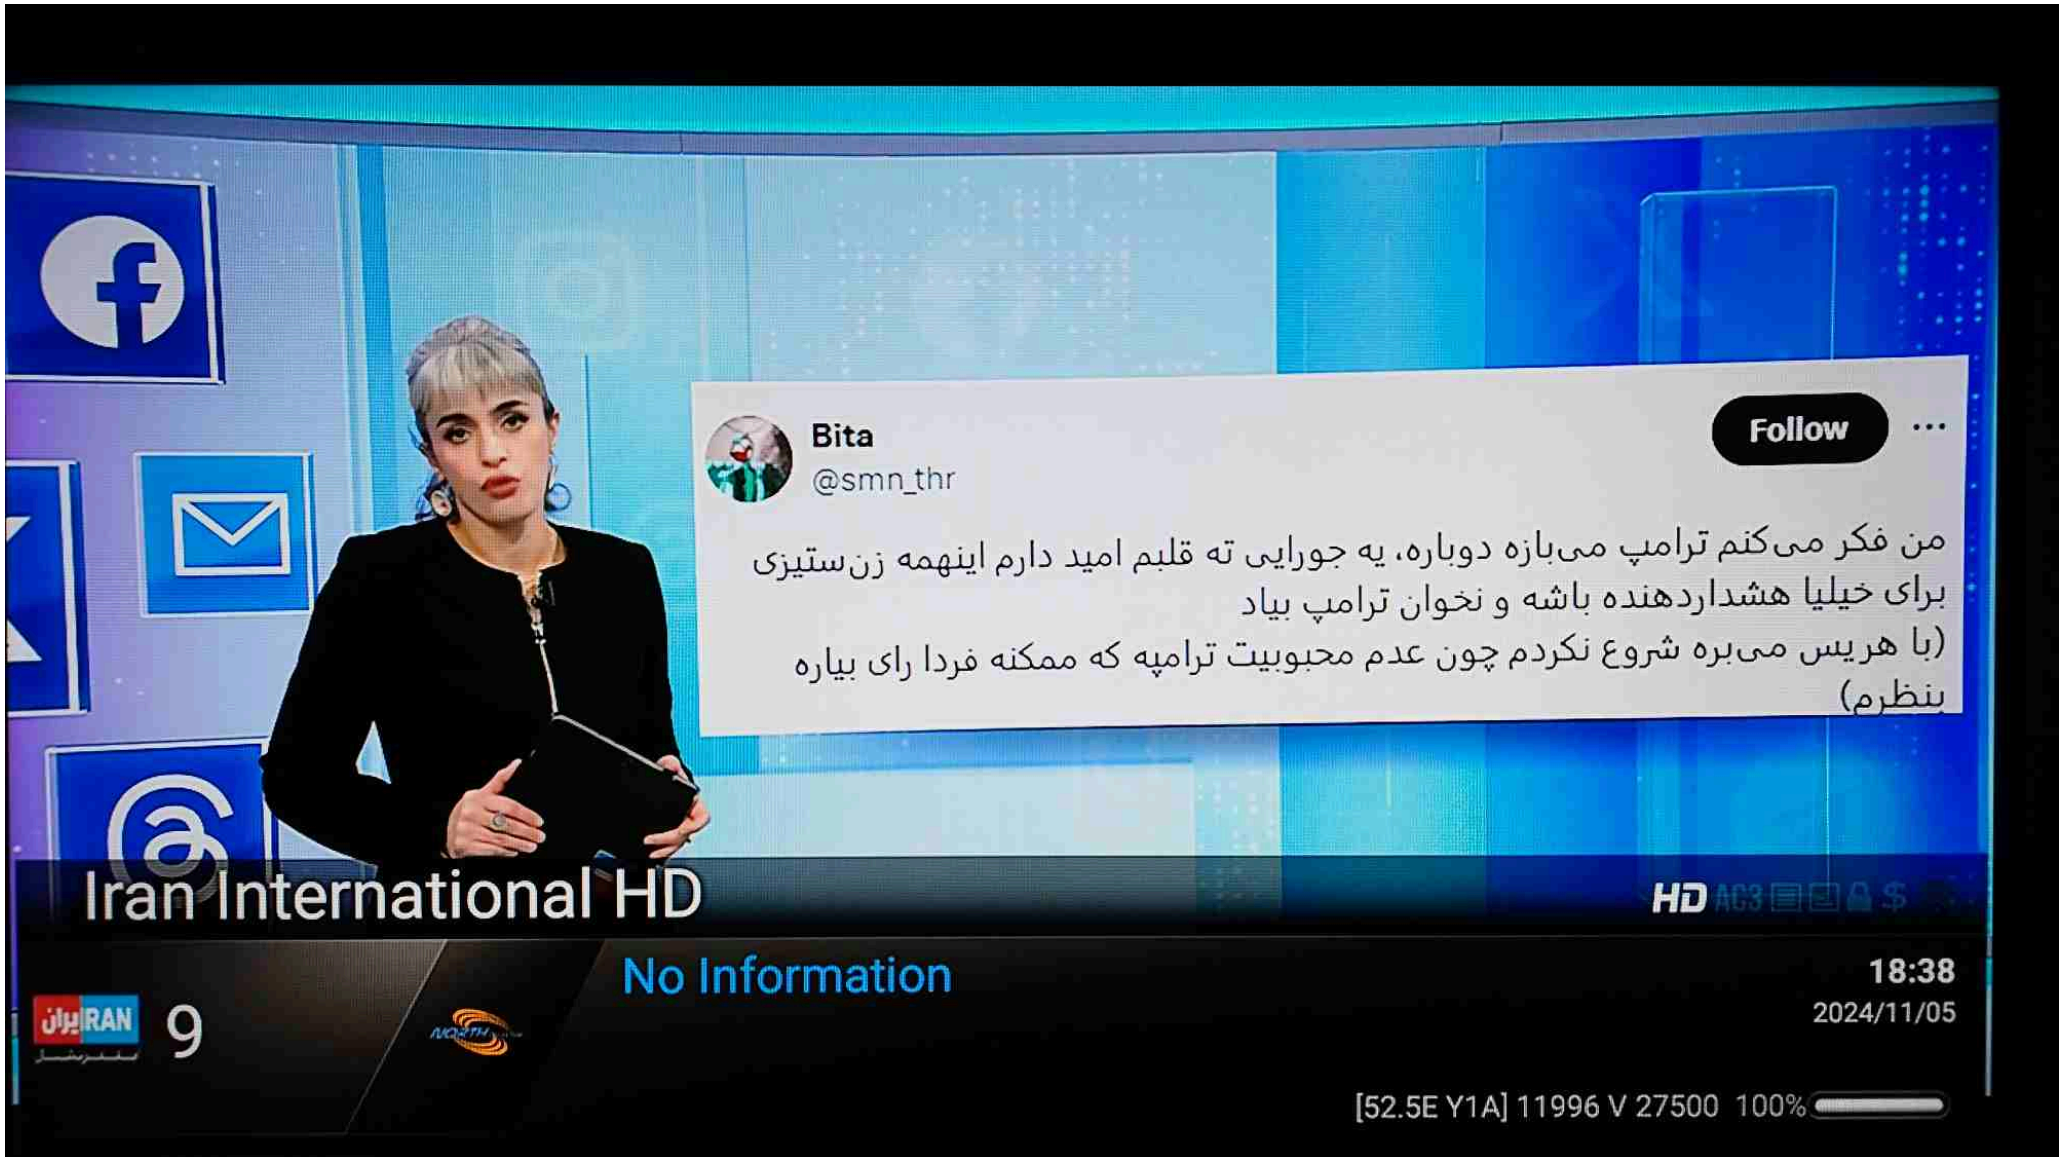 Bita
@smn_thr
Follow
من فکر می‌کنم ترامپ می‌بازه دوباره، یه جورایی ته قلبم امید دارم اینهمه زن‌ستیزی
برای خیلیا هشداردهنده باشه و نخوان ترامپ بیاد
(با هریس می‌بره شروع نکردم چون عدم محبوبیت ترامپه که ممکنه فردا رای بیاره
بنظرم)
Iran International HD
HD AC3
No Information
18:38
2024/11/05
ایران IRAN
9
NORTH
[52.5E Y1A] 11996 V 27500 100%